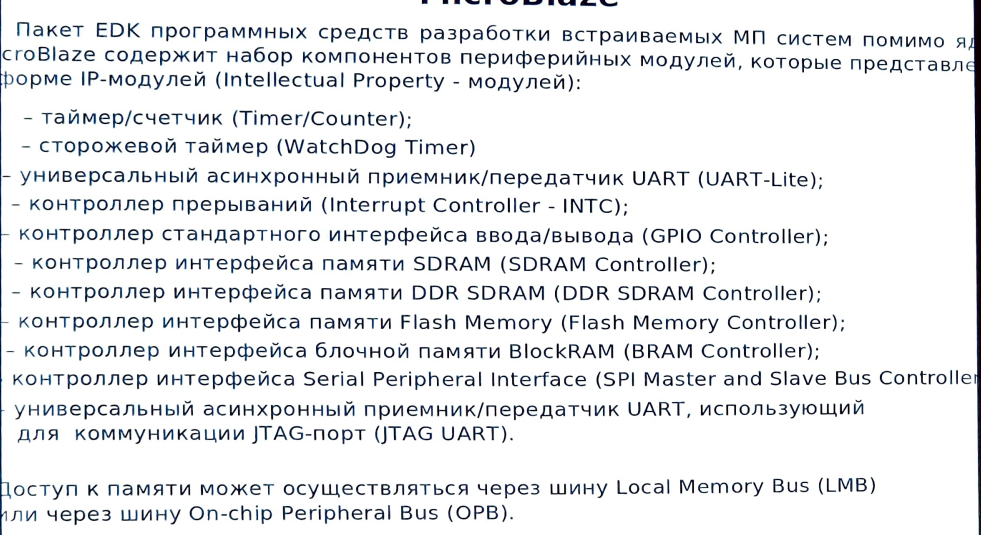 MicroBlaze
Пакет EDK программных средств разработки встраиваемых МП систем помимо
croBlaze содержит набор компонентов периферийных модулей, которые представле
форме IP-модулей (Intellectual Property - модулей):
– таймер/счетчик (Timer/Counter);
– сторожевой таймер (WatchDog Timer)
– универсальный асинхронный приемник/передатчик UART (UART-Lite);
– контроллер прерываний (Interrupt Controller - INTC);
– контроллер стандартного интерфейса ввода/вывода (GPIO Controller);
– контроллер интерфейса памяти SDRAM (SDRAM Controller);
– контроллер интерфейса памяти DDR SDRAM (DDR SDRAM Controller);
– контроллер интерфейса памяти Flash Memory (Flash Memory Controller);
– контроллер интерфейса блочной памяти BlockRAM (BRAM Controller);
контроллер интерфейса Serial Peripheral Interface (SPI Master and Slave Bus Controller
- универсальный асинхронный приемник/передатчик UART, использующий
для коммуникации JTAG-порт (JTAG UART).
Доступ к памяти может осуществляться через шину Local Memory Bus (LMB)
или через шину On-chip Peripheral Bus (OPB).